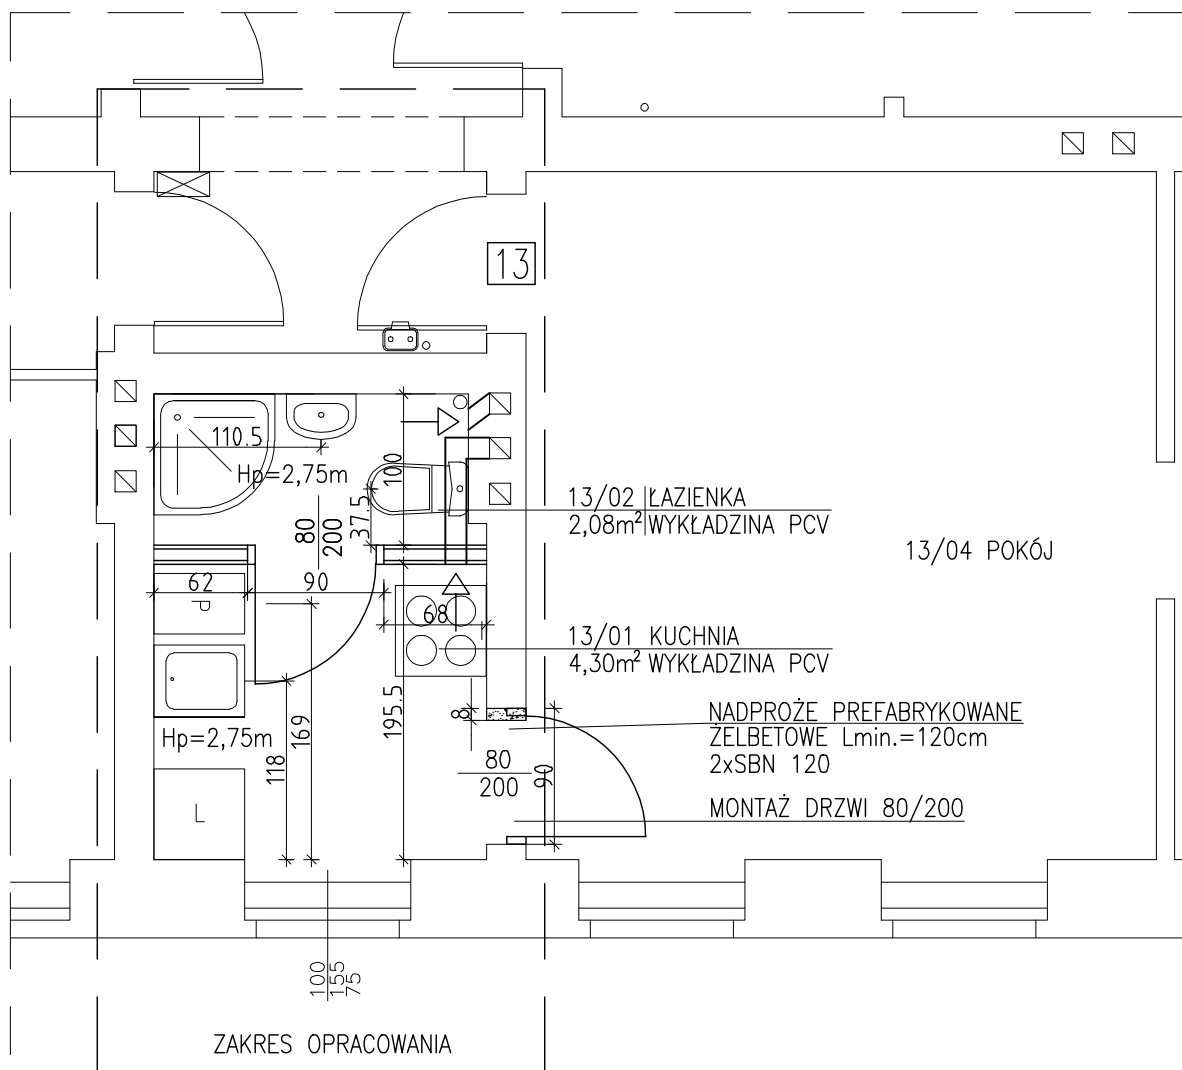 13
110.5
Hp=2,75m
100
37.5
80
200
13/02 ŁAZIENKA
2,08m² WYKŁADZINA PCV
13/04 POKÓJ
62
90
P
68
13/01 KUCHNIA
4,30m² WYKŁADZINA PCV
195.5
8
169
118
Hp=2,75m
NADPROŻE PREFABRYKOWANE
ŻELBETOWE Lmin.=120cm
2xSBN 120
80
200
90
L
MONTAŻ DRZWI 80/200
100
155
75
ZAKRES OPRACOWANIA